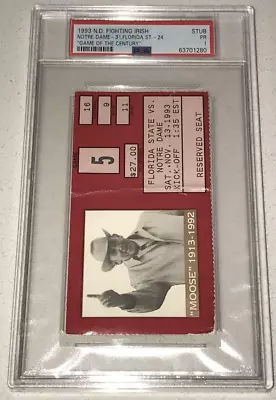 1993 N.D. FIGHTING IRISH
NOTRE DAME-31,FLORIDA ST-24
"GAME OF THE CENTURY"
STUB
PR
1
63701280
16
9
11
5
$27.00
FLORIDA STATE VS.
NOTRE DAME
SAT. NOV. 13,1993
KICK-OFF 1:35 EST
RESERVED SEAT
"MOOSE" 1913-1992